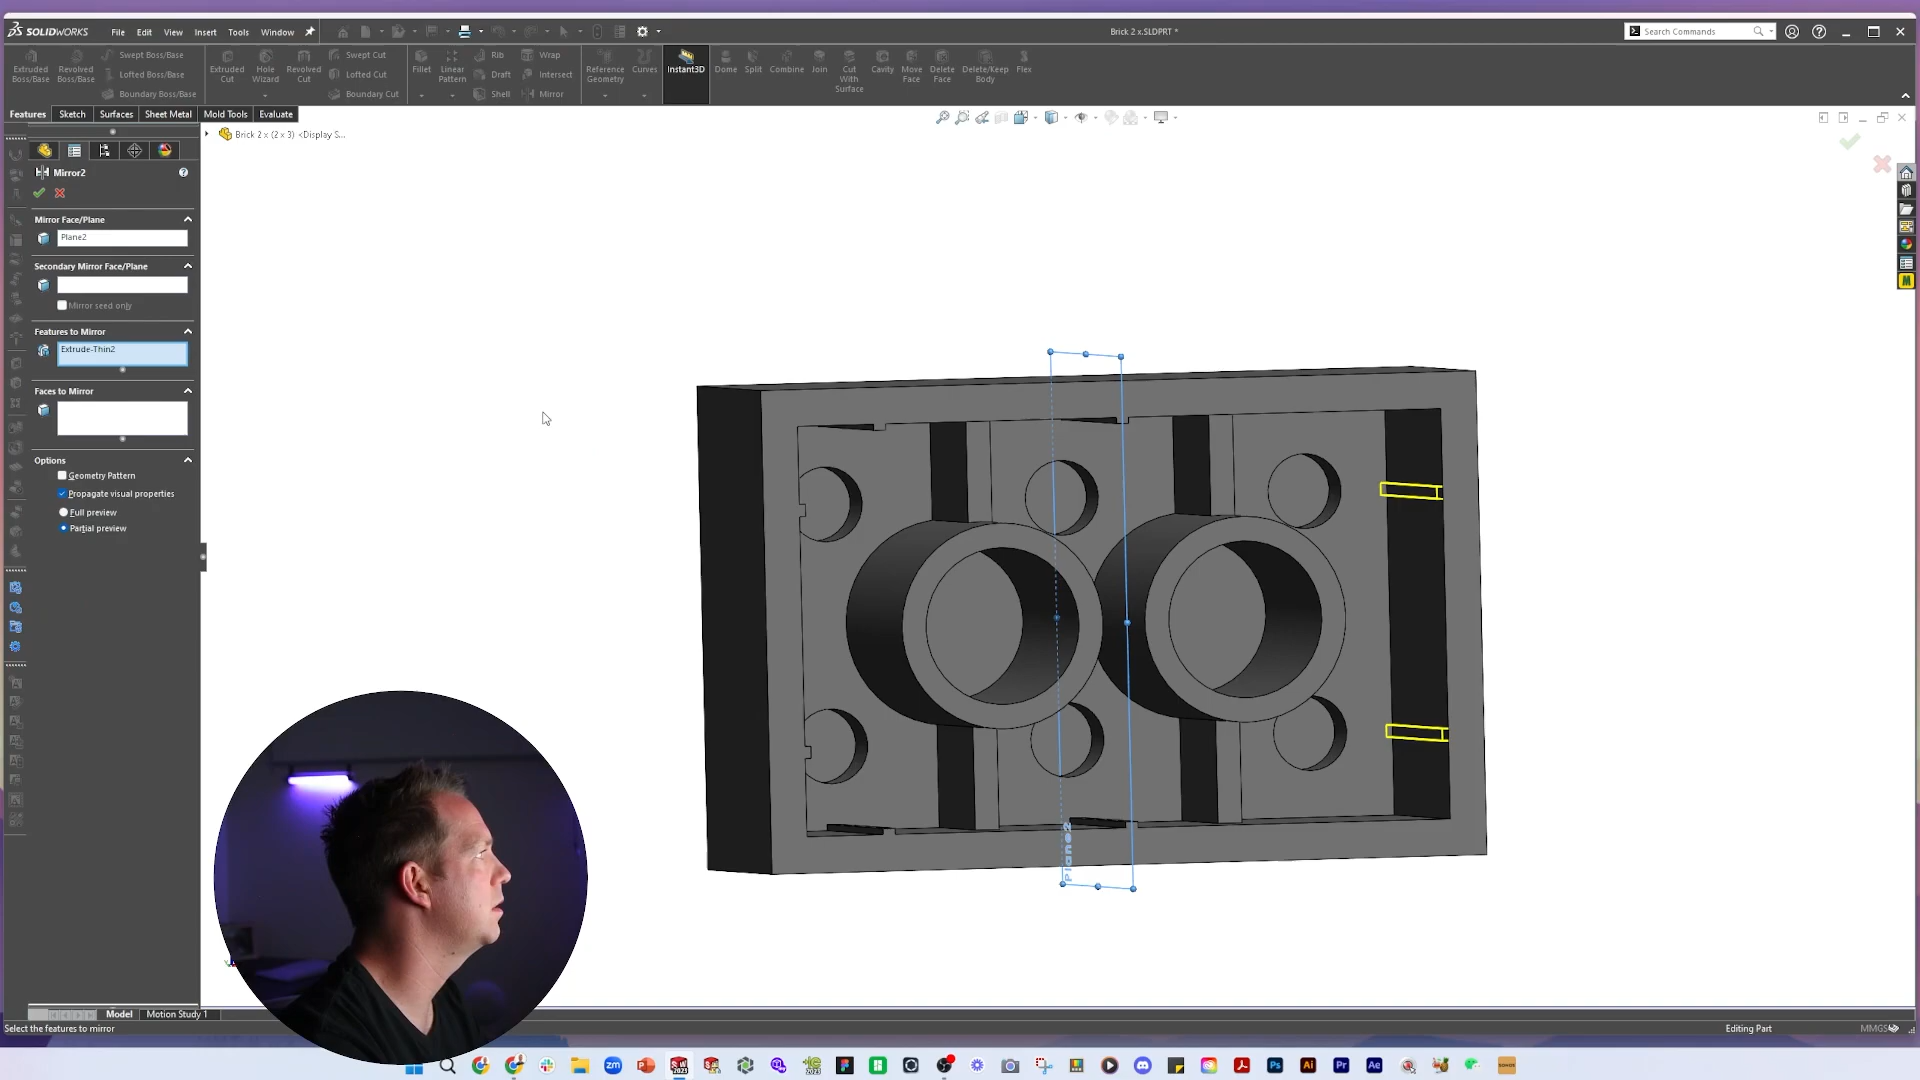 SOLIDWORKS File Edit View Insert Tools Window
Brick 2 x.SLDPRT *
Search Commands
Extruded Boss/Base
Revolved Boss/Base
Swept Boss/Base
Lofted Boss/Base
Boundary Boss/Base
Extruded Cut
Hole Wizard
Revolved Cut
Swept Cut
Lofted Cut
Boundary Cut
Fillet
Linear Pattern
Rib
Draft
Shell
Wrap
Intersect
Mirror
Reference Geometry
Curves
Instant3D
Dome
Split
Combine
Join
Cut With Surface
Cavity
Move Face
Delete Face
Delete/Keep Body
Flex
Features Sketch Surfaces Sheet Metal Mold Tools Evaluate
Brick 2 x (2 x 3) <Display S...
Mirror2
Mirror Face/Plane
Plane2
Secondary Mirror Face/Plane
Mirror seed only
Features to Mirror
Extrude-Thin2
Faces to Mirror
Options
Geometry Pattern
Propagate visual properties
Full preview
Partial preview
Plane2
Model Motion Study 1
Select the features to mirror
Editing Part
MMGS